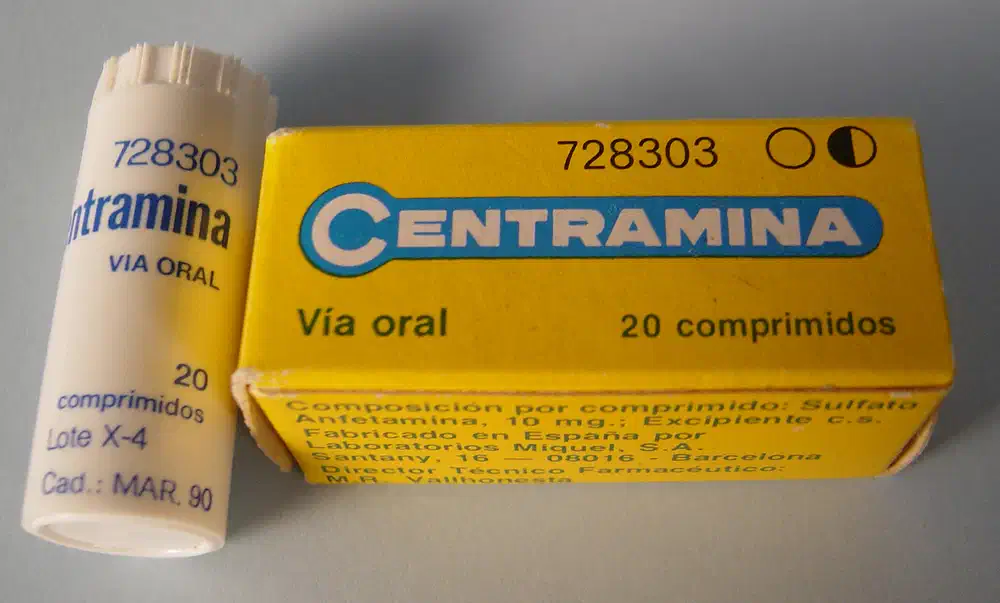 728303
ntramina
VIA ORAL
20
comprimidos
Lote X-4
Cad.: MAR. 90
728303
CENTRAMINA
Vía oral
20 comprimidos
Composición por comprimido: Sulfato
Anfetamina, 10 mg.; Excipiente c.s.
Fabricado en España por
Laboratorios Miquel, S.A.
Santany, 16 — 08016 - Barcelona
Director Técnico Farmacéutico:
M.R. Vallhonesta